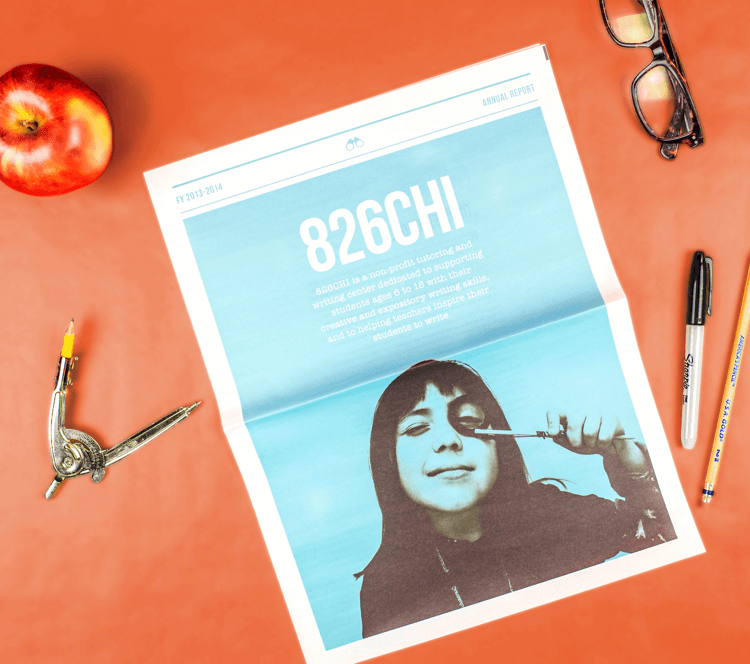 FY 2013-2014
ANNUAL REPORT
826CHI
826CHI is a non-profit tutoring and
writing center dedicated to supporting
students ages 6 to 18 with their
creative and expository writing skills,
and to helping teachers inspire their
students to write.
Sharpie
U.S.A. GOLD
2